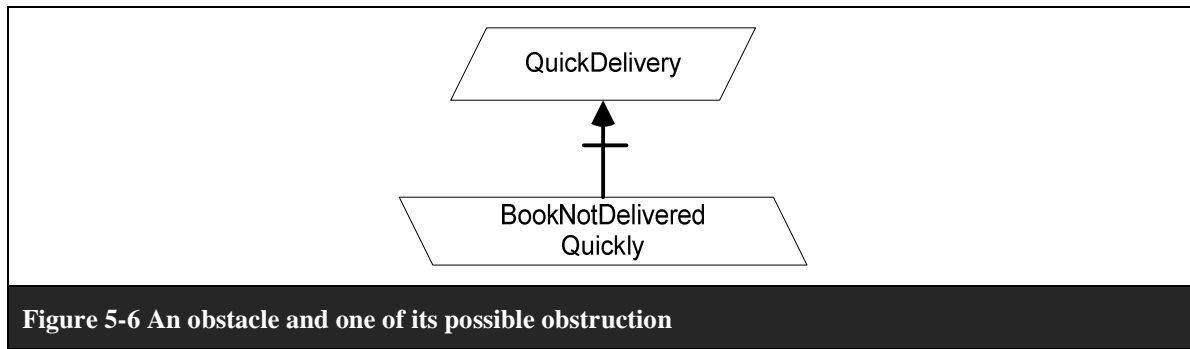 QuickDelivery
BookNotDelivered
Quickly
Figure 5-6 An obstacle and one of its possible obstruction